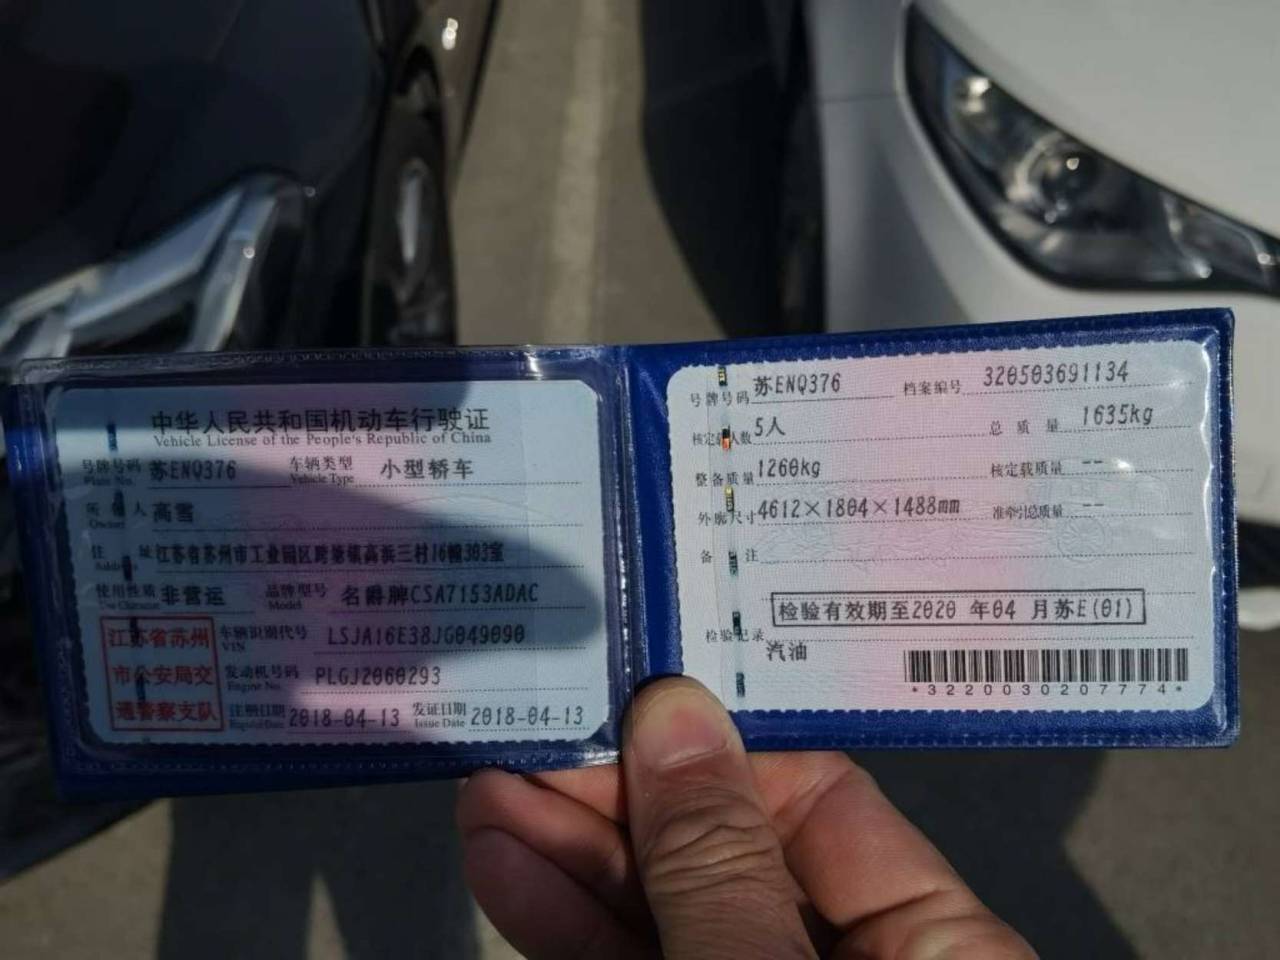 中华人民共和国机动车行驶证
Vehicle License of the People's Republic of China
号牌号码 苏ENQ376 车辆类型 小型轿车
Plate No. Vehicle Type
所有人 高雪
Owner
住址 江苏省苏州市工业园区跨塘镇高浜三村16幢303室
Address
使用性质 非营运 品牌型号 名爵牌CSA7153ADAC
Use Character Model
江苏省苏州
市公安局交
通警察支队
车辆识别代号 LSJA16E38JG049090
VIN
发动机号码 PLGJ2060293
Engine No.
注册日期 2018-04-13 发证日期 2018-04-13
Register Date Issue Date
号牌号码 苏ENQ376 档案编号 320503691134
核定载人数 5人 总质量 1635kg
整备质量 1260kg 核定载质量 --
外廓尺寸 4612×1804×1488mm 准牵引总质量 --
备注
检验有效期至2020年04月苏E(01)
检验记录
汽油
*3220030207774*